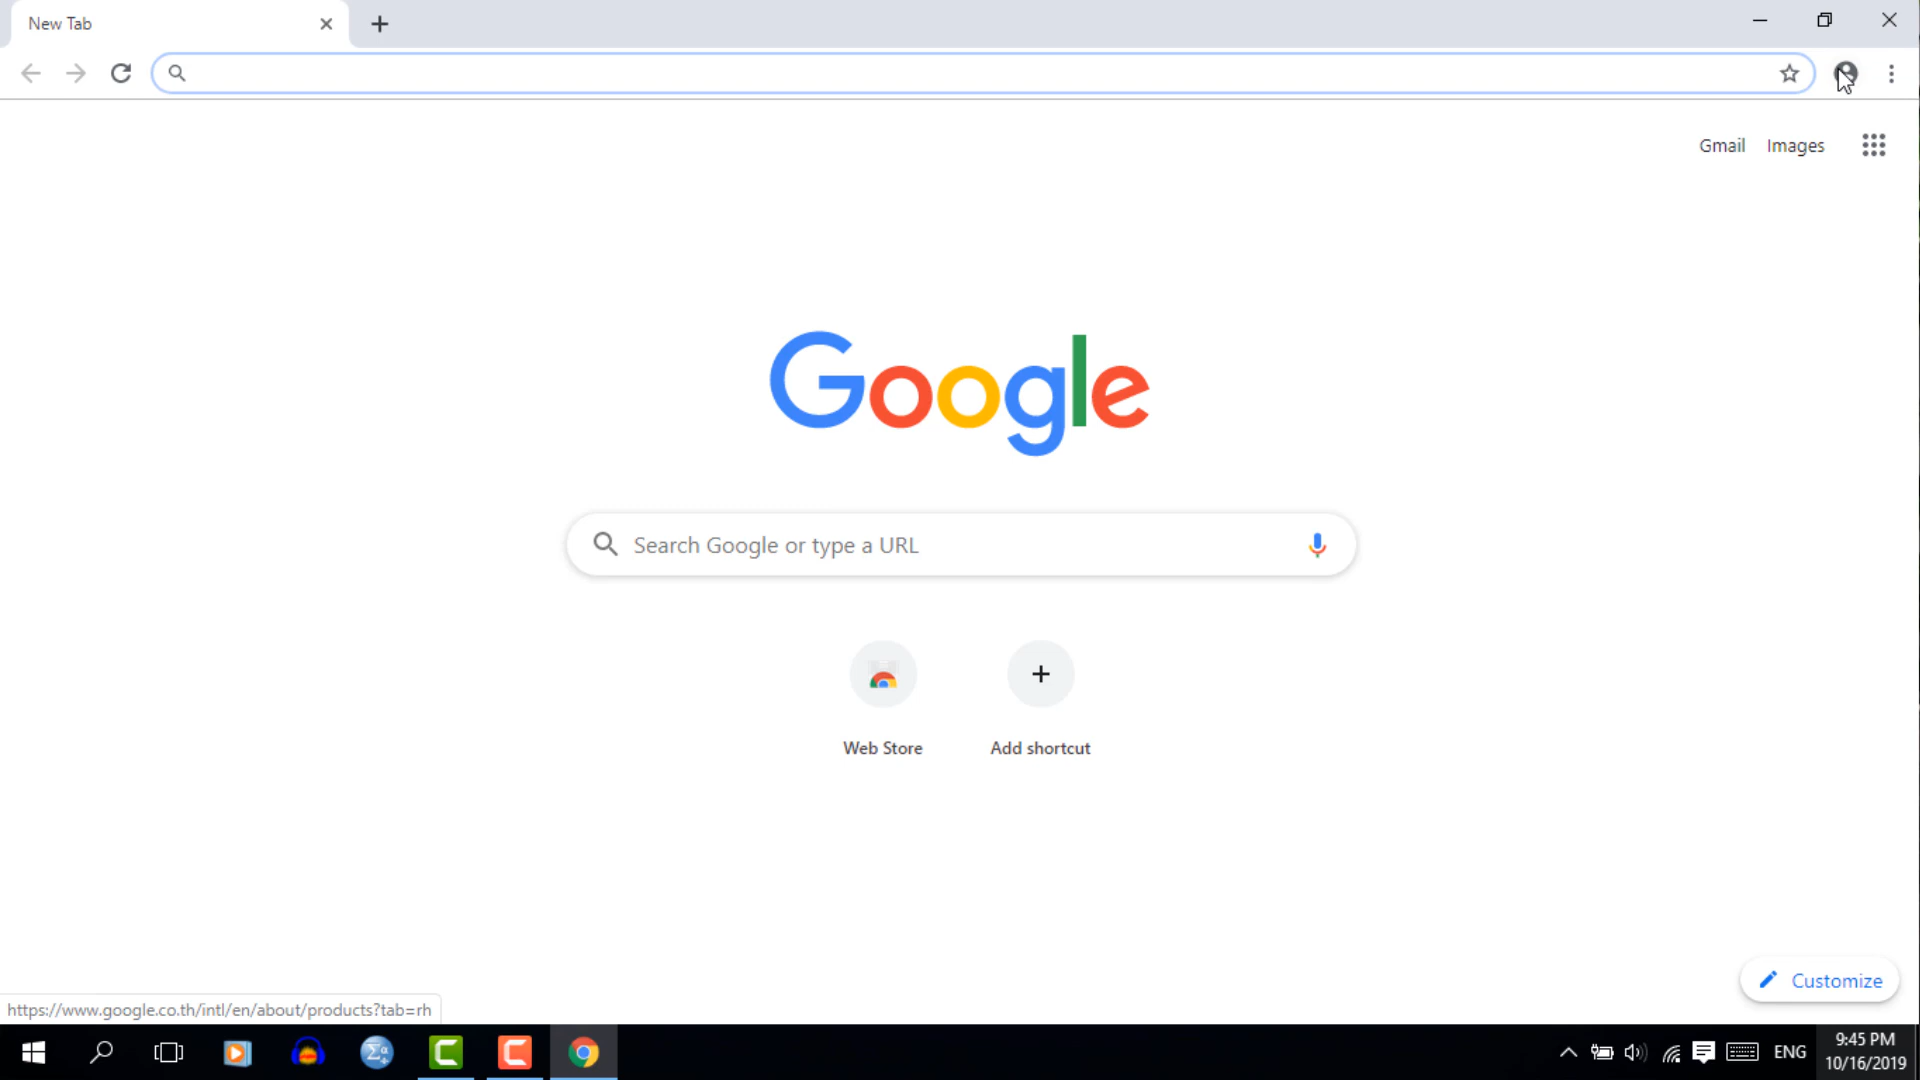 New Tab
Gmail Images
Google
Search Google or type a URL
Web Store Add shortcut
Customize
https://www.google.co.th/intl/en/about/products?tab=rh
ENG
9:45 PM
10/16/2019